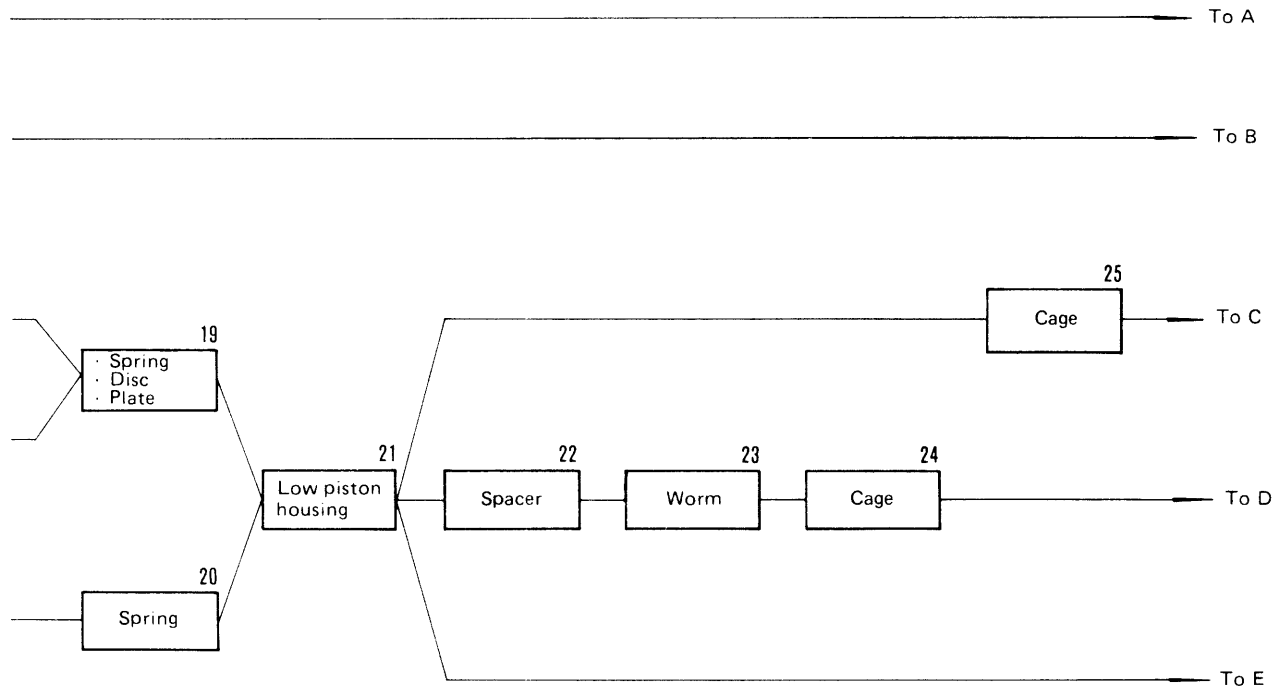 To A
To B
25
Cage
To C
19
· Spring
· Disc
· Plate
21
Low piston
housing
22
Spacer
23
Worm
24
Cage
To D
20
Spring
To E